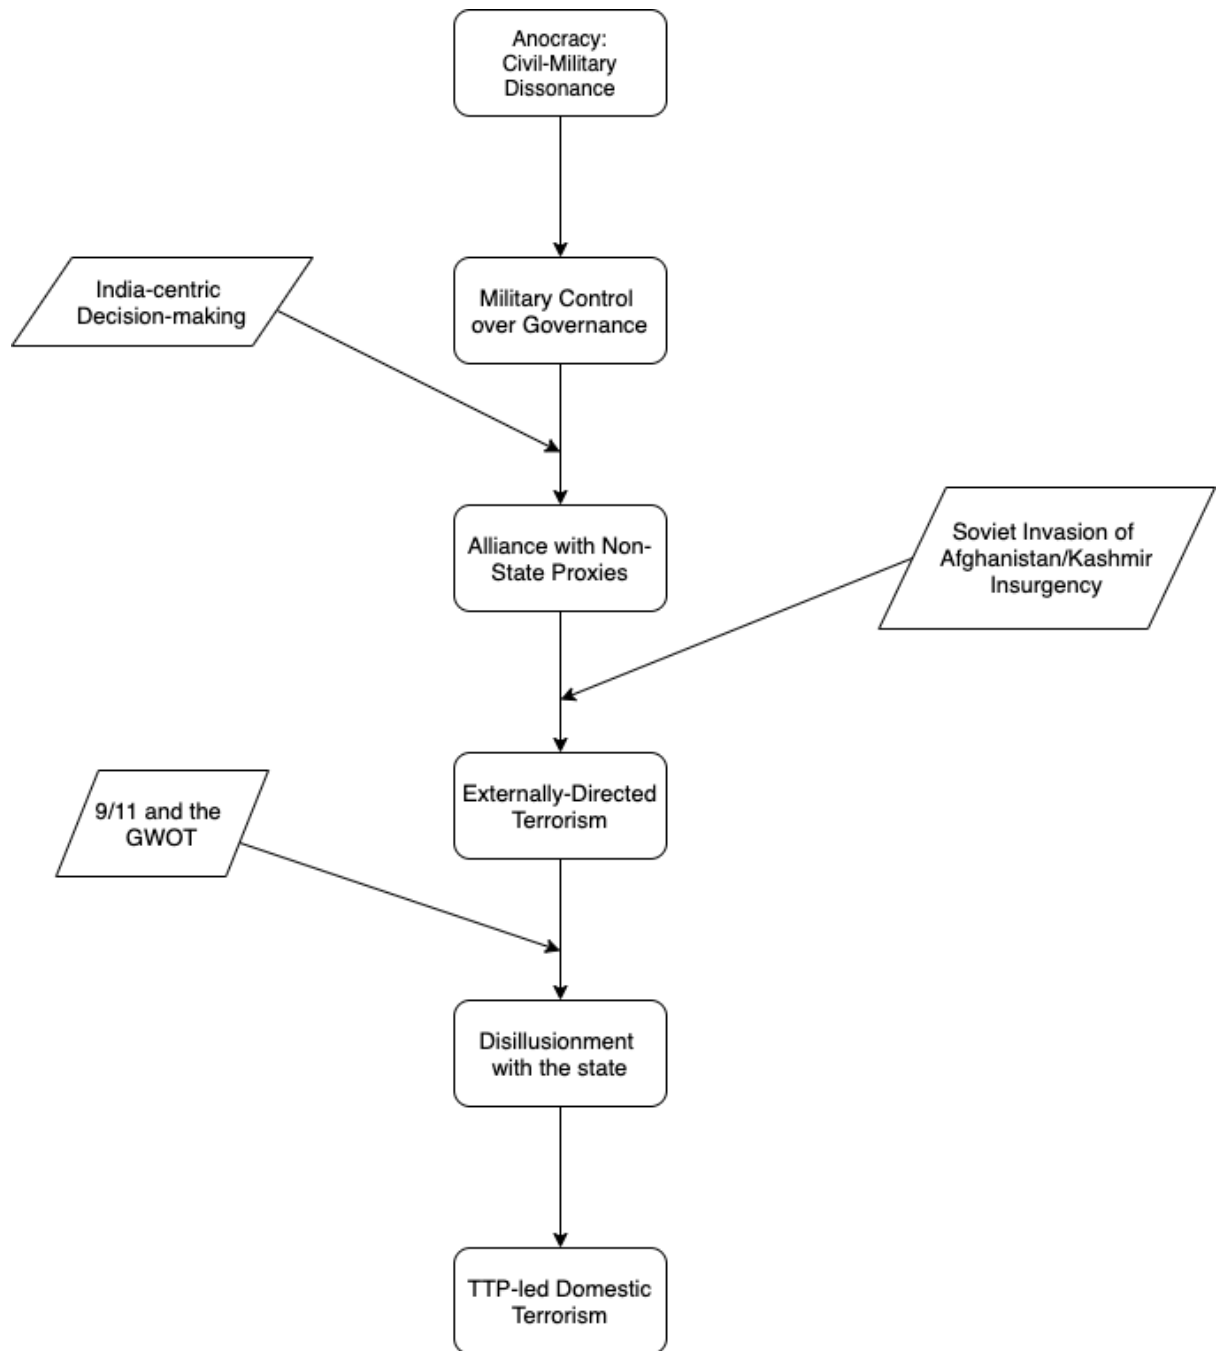 Anocracy:
Civil-Military
Dissonance
India-centric
Decision-making
Military Control
over Governance
Alliance with Non-
State Proxies
Soviet Invasion of
Afghanistan/Kashmir
Insurgency
Externally-Directed
Terrorism
9/11 and the
GWOT
Disillusionment
with the state
TTP-led Domestic
Terrorism